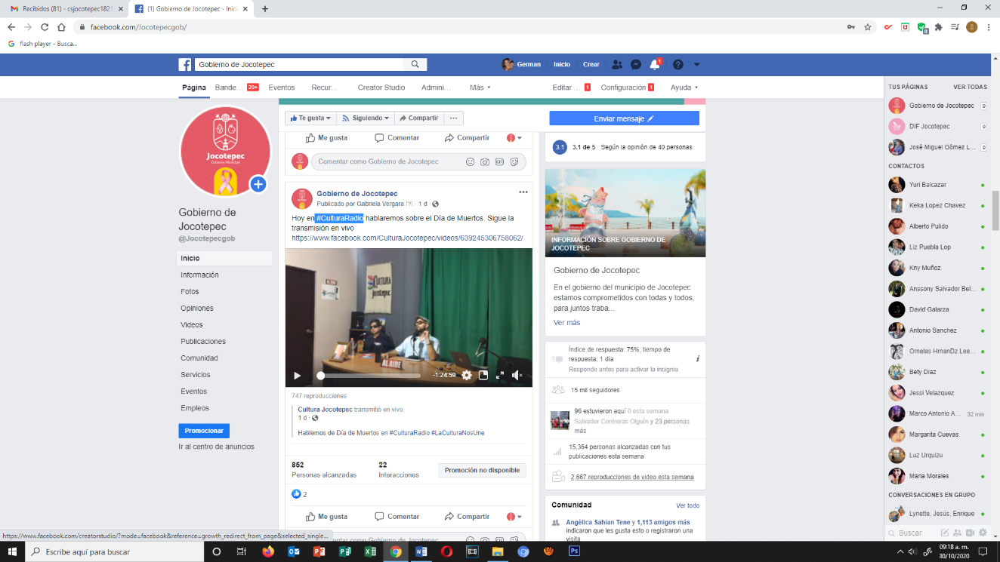 Recibidos (81) - csjocotepec1821
(1) Gobierno de Jocotepec - Inici
facebook.com/Jocotepecgob/
flash player - Busca...
Gobierno de Jocotepec
German
Inicio
Crear
1
Página
Bande...
20+
Eventos
Recur...
Creator Studio
Admini...
Más
Editar ...
1
Configuración
1
Ayuda
Jocotepec
Gobierno Municipal
Gobierno de
Jocotepec
@Jocotepecgob
Inicio
Información
Fotos
Opiniones
Videos
Publicaciones
Comunidad
Servicios
Eventos
Empleos
Promocionar
Ir al centro de anuncios
Te gusta
Siguiendo
Compartir
...
Me gusta
Comentar
Compartir
Comentar como Gobierno de Jocotepec
GIF
Gobierno de Jocotepec
Publicado por Gabriela Vergara [?] · 1 d ·
Hoy en #CulturaRadio hablaremos sobre el Día de Muertos. Sigue la
transmisión en vivo
https://www.facebook.com/CulturaJocotepec/videos/639245306758062/
CULTURA
Jocotepec
AL AIRE
-1:24:59
747 reproducciones
Cultura Jocotepec transmitió en vivo.
1 d ·
Hablemos de Día de Muertos en #CulturaRadio #LaCulturaNosUne
852
Personas alcanzadas
22
Interacciones
Promoción no disponible
2
Me gusta
Comentar
Compartir
entar como Gobierno de Jocotepec
Enviar mensaje
3.1
3.1 de 5 · Según la opinión de 40 personas
INFORMACIÓN SOBRE GOBIERNO DE
JOCOTEPEC
Gobierno de Jocotepec
En el gobierno del municipio de Jocotepec
estamos comprometidos con todas y todos,
para juntos traba...
Ver más
Índice de respuesta: 75%, tiempo de
respuesta: 1 día
Responde antes para activar la insignia
15 mil seguidores
96 estuvieron aquí 0 esta semana
Salvador Contreras Olguin y 23 personas
más
15,364 personas alcanzadas con tus
publicaciones esta semana
2,667 reproducciones de video esta semana
Comunidad
Ver todo
Angélica Sahian Tene y 1,113 amigos más
indicaron que les gusta esto o registraron una
visita
TUS PÁGINAS
VER TODAS
Gobierno de Jocotepec
9
DIF Jocotepec
9
José Miguel Gómez L...
9
CONTACTOS
Yuri Balcazar
Keka Lopez Chavez
Alberto Pulido
Liz Puebla Lop
Kny Muñoz
Anssony Salvador Bel...
David Galarza
Antonio Sanchez
Ornelas HrnanDz Lee...
Bety Diaz
Jessi Velazquez
Marco Antonio A...
32 min
Margarita Cuevas
Luz Urquizu
Maria Morales
CONVERSACIONES EN GRUPO
Lynette, Jesús, Enrique
Buscar
https://www.facebook.com/creatorstudio/?mode=facebook&reference=growth_redirect_from_page&selected_single...
Escribe aquí para buscar
09:18 a. m.
30/10/2020